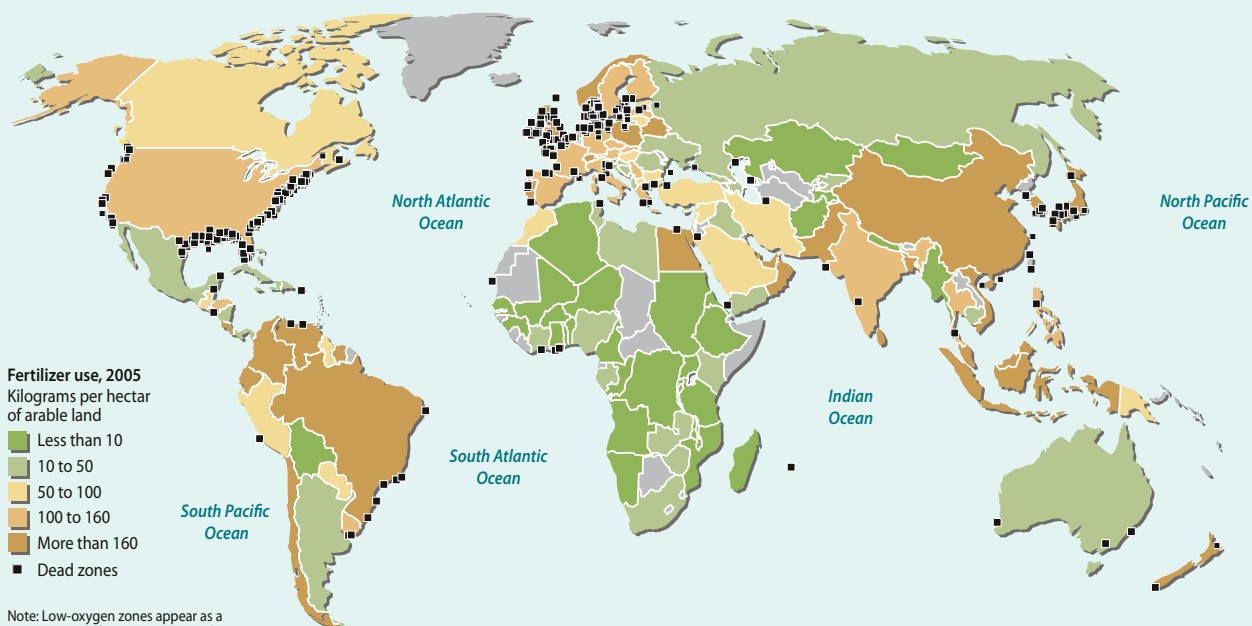 North Atlantic
Ocean
North Pacific
Ocean
Fertilizer use, 2005
Kilograms per hectar
of arable land
Less than 10
10 to 50
50 to 100
100 to 160
More than 160
Dead zones
Indian
Ocean
South Atlantic
Ocean
South Pacific
Ocean
Note: Low-oxygen zones appear as a